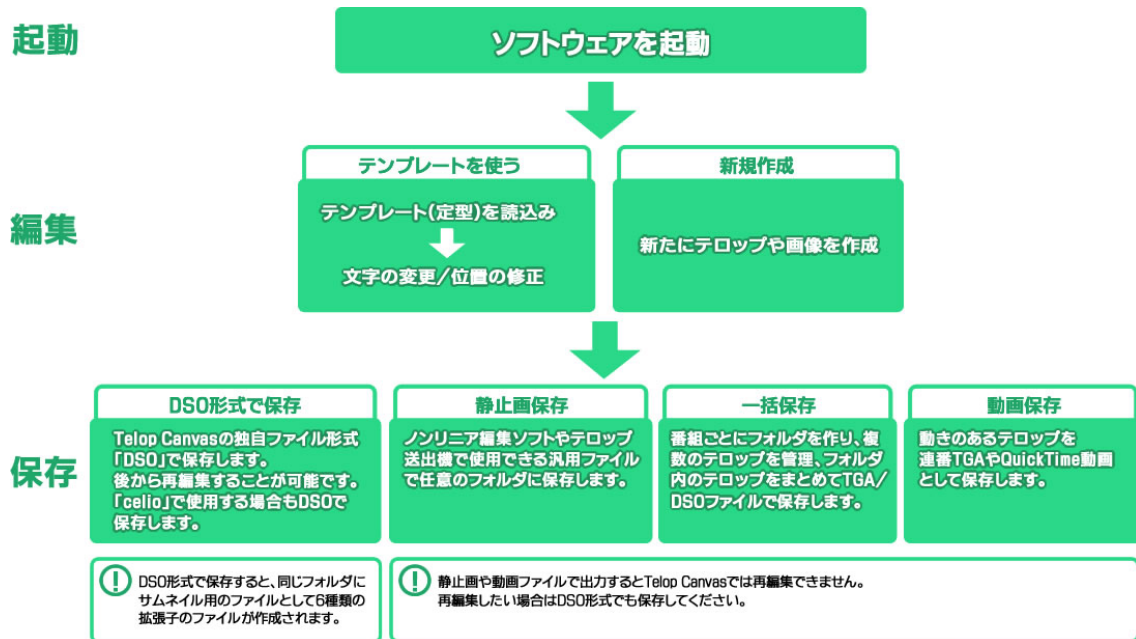 起動
ソフトウェアを起動
編集
テンプレートを使う
テンプレート(定型)を読込み
文字の変更/位置の修正
新規作成
新たにテロップや画像を作成
保存
DSO形式で保存
Telop Canvasの独自ファイル形式
「DSO」で保存します。
後から再編集することが可能です。
「celio」で使用する場合もDSOで
保存します。
静止画保存
ノンリニア編集ソフトやテロップ
送出機で使用できる汎用ファイル
で任意のフォルダに保存します。
一括保存
番組ごとにフォルダを作り、複
数のテロップを管理、フォルダ
内のテロップをまとめてTGA/
DSOファイルで保存します。
動画保存
動きのあるテロップを
連番TGAやQuickTime動画
として保存します。
DSO形式で保存すると、同じフォルダに
サムネイル用のファイルとして6種類の
拡張子のファイルが作成されます。
静止画や動画ファイルで出力するとTelop Canvasでは再編集できません。
再編集したい場合はDSO形式でも保存してください。